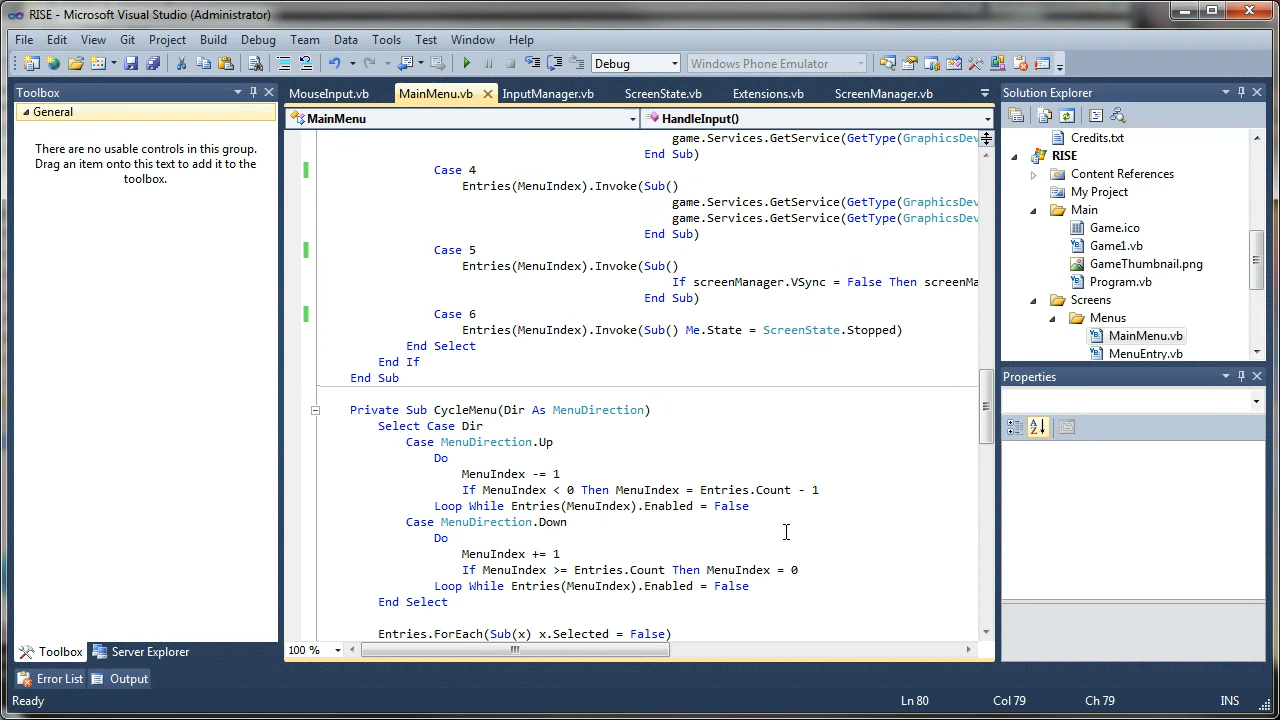 RISE - Microsoft Visual Studio (Administrator)
File Edit View Git Project Build Debug Team Data Tools Test Window Help
Debug Windows Phone Emulator
Toolbox
General
There are no usable controls in this group.
Drag an item onto this text to add it to the
toolbox.
Toolbox Server Explorer
MouseInput.vb MainMenu.vb InputManager.vb ScreenState.vb Extensions.vb ScreenManager.vb
MainMenu HandleInput()
game.Services.GetService(GetType(GraphicsDev
End Sub)
Case 4
Entries(MenuIndex).Invoke(Sub()
game.Services.GetService(GetType(GraphicsDev
game.Services.GetService(GetType(GraphicsDev
End Sub)
Case 5
Entries(MenuIndex).Invoke(Sub()
If screenManager.VSync = False Then screenMa
End Sub)
Case 6
Entries(MenuIndex).Invoke(Sub() Me.State = ScreenState.Stopped)
End Select
End If
End Sub
Private Sub CycleMenu(Dir As MenuDirection)
Select Case Dir
Case MenuDirection.Up
Do
MenuIndex -= 1
If MenuIndex < 0 Then MenuIndex = Entries.Count - 1
Loop While Entries(MenuIndex).Enabled = False
Case MenuDirection.Down
Do
MenuIndex += 1
If MenuIndex >= Entries.Count Then MenuIndex = 0
Loop While Entries(MenuIndex).Enabled = False
End Select
Entries.ForEach(Sub(x) x.Selected = False)
100 %
Solution Explorer
Credits.txt
RISE
Content References
My Project
Main
Game.ico
Game1.vb
GameThumbnail.png
Program.vb
Screens
Menus
MainMenu.vb
MenuEntry.vb
Properties
Error List Output
Ready Ln 80 Col 79 Ch 79 INS